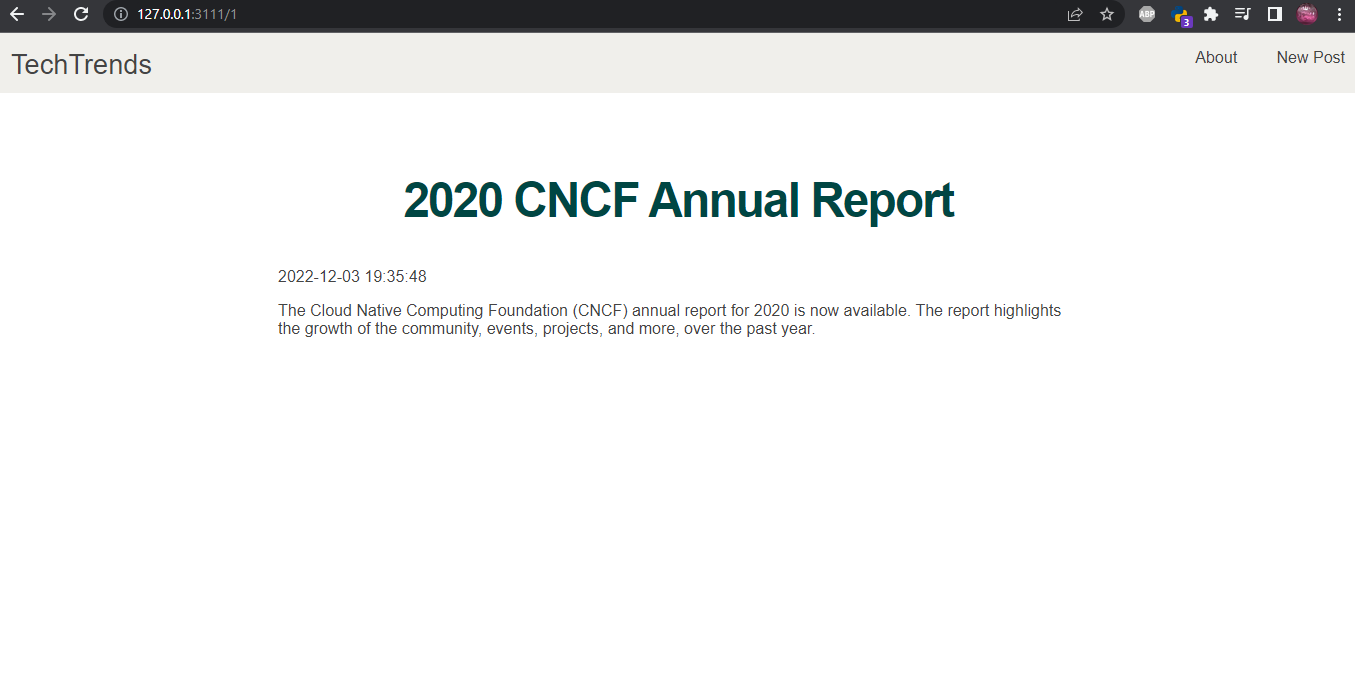 127.0.0.1:3111/1
ABP
3
TechTrends
About
New Post
2020 CNCF Annual Report
2022-12-03 19:35:48
The Cloud Native Computing Foundation (CNCF) annual report for 2020 is now available. The report highlights
the growth of the community, events, projects, and more, over the past year.